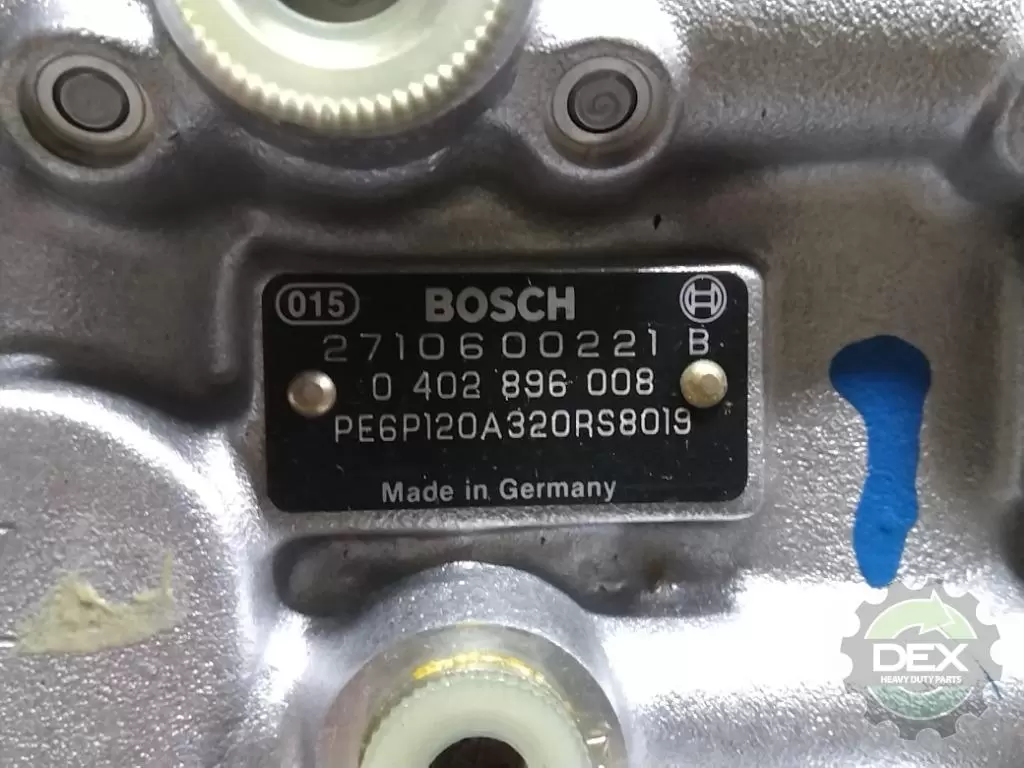 015 BOSCH
2710600221 B
0 402 896 008
PE6P120A320RS8019
Made in Germany
DEX
HEAVY DUTY PARTS